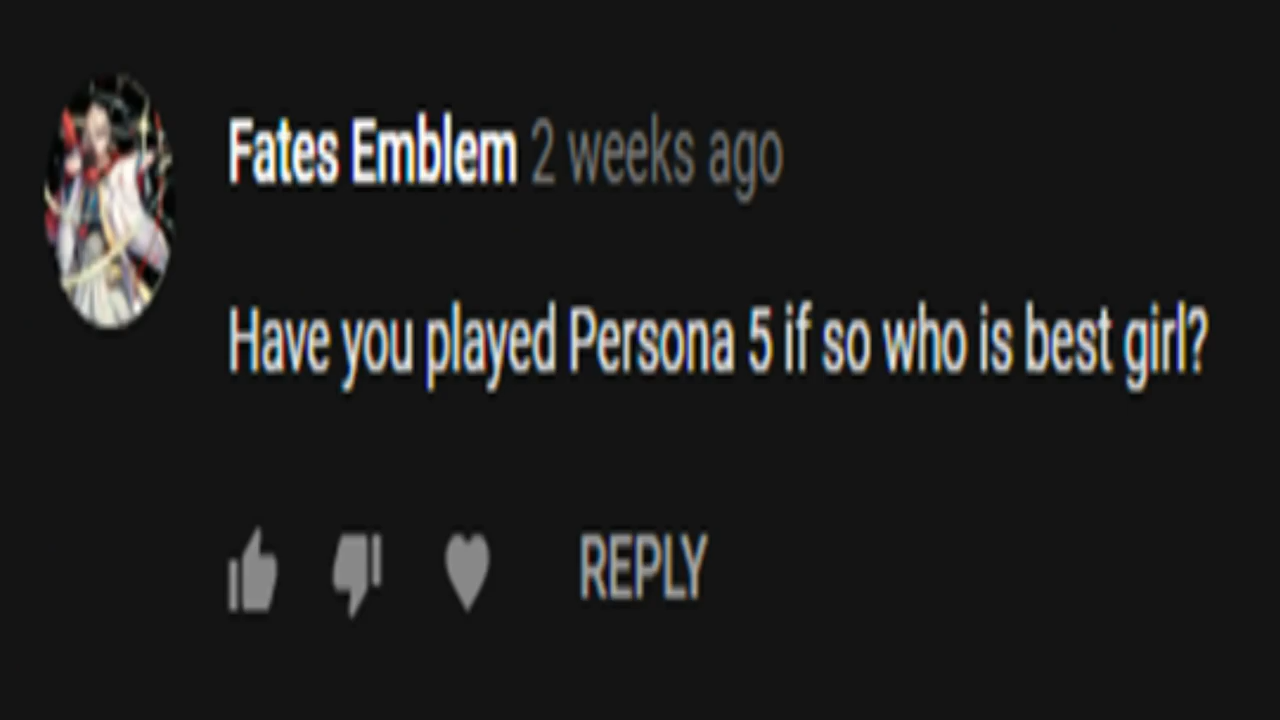 Fates Emblem 2 weeks ago
Have you played Persona 5 if so who is best girl?
REPLY